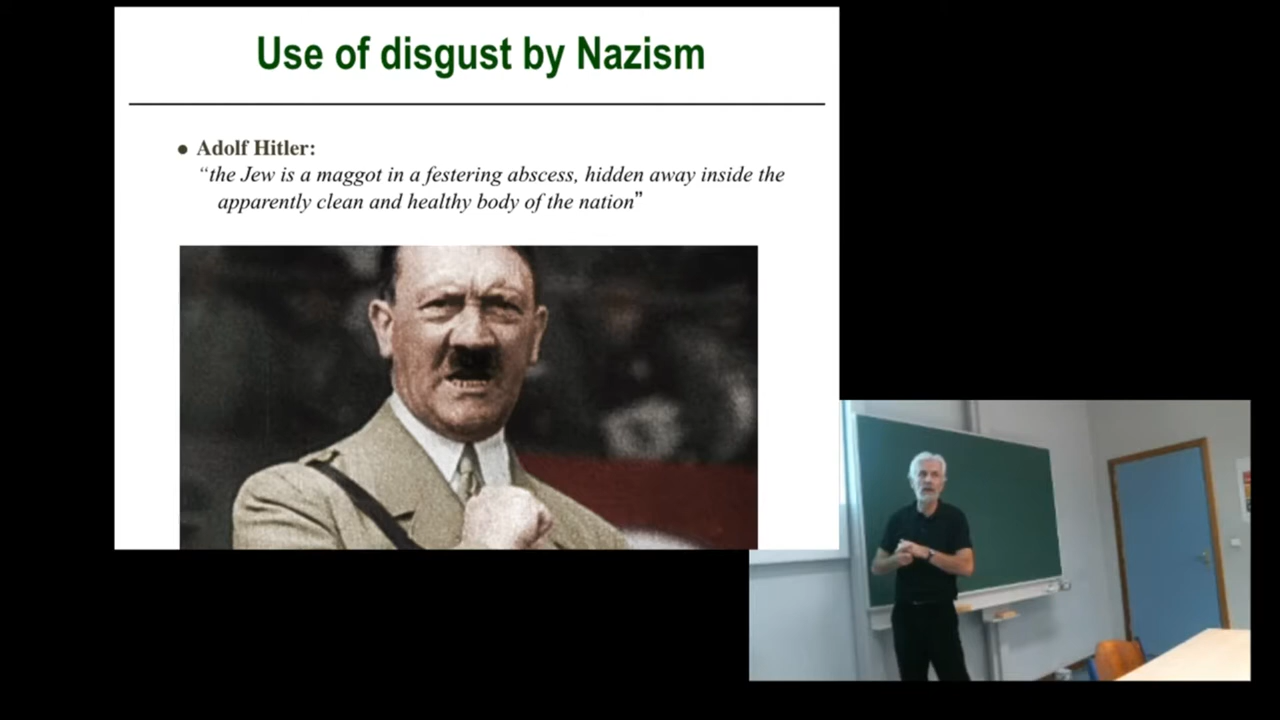 Use of disgust by Nazism
● Adolf Hitler:
“the Jew is a maggot in a festering abscess, hidden away inside the
apparently clean and healthy body of the nation”